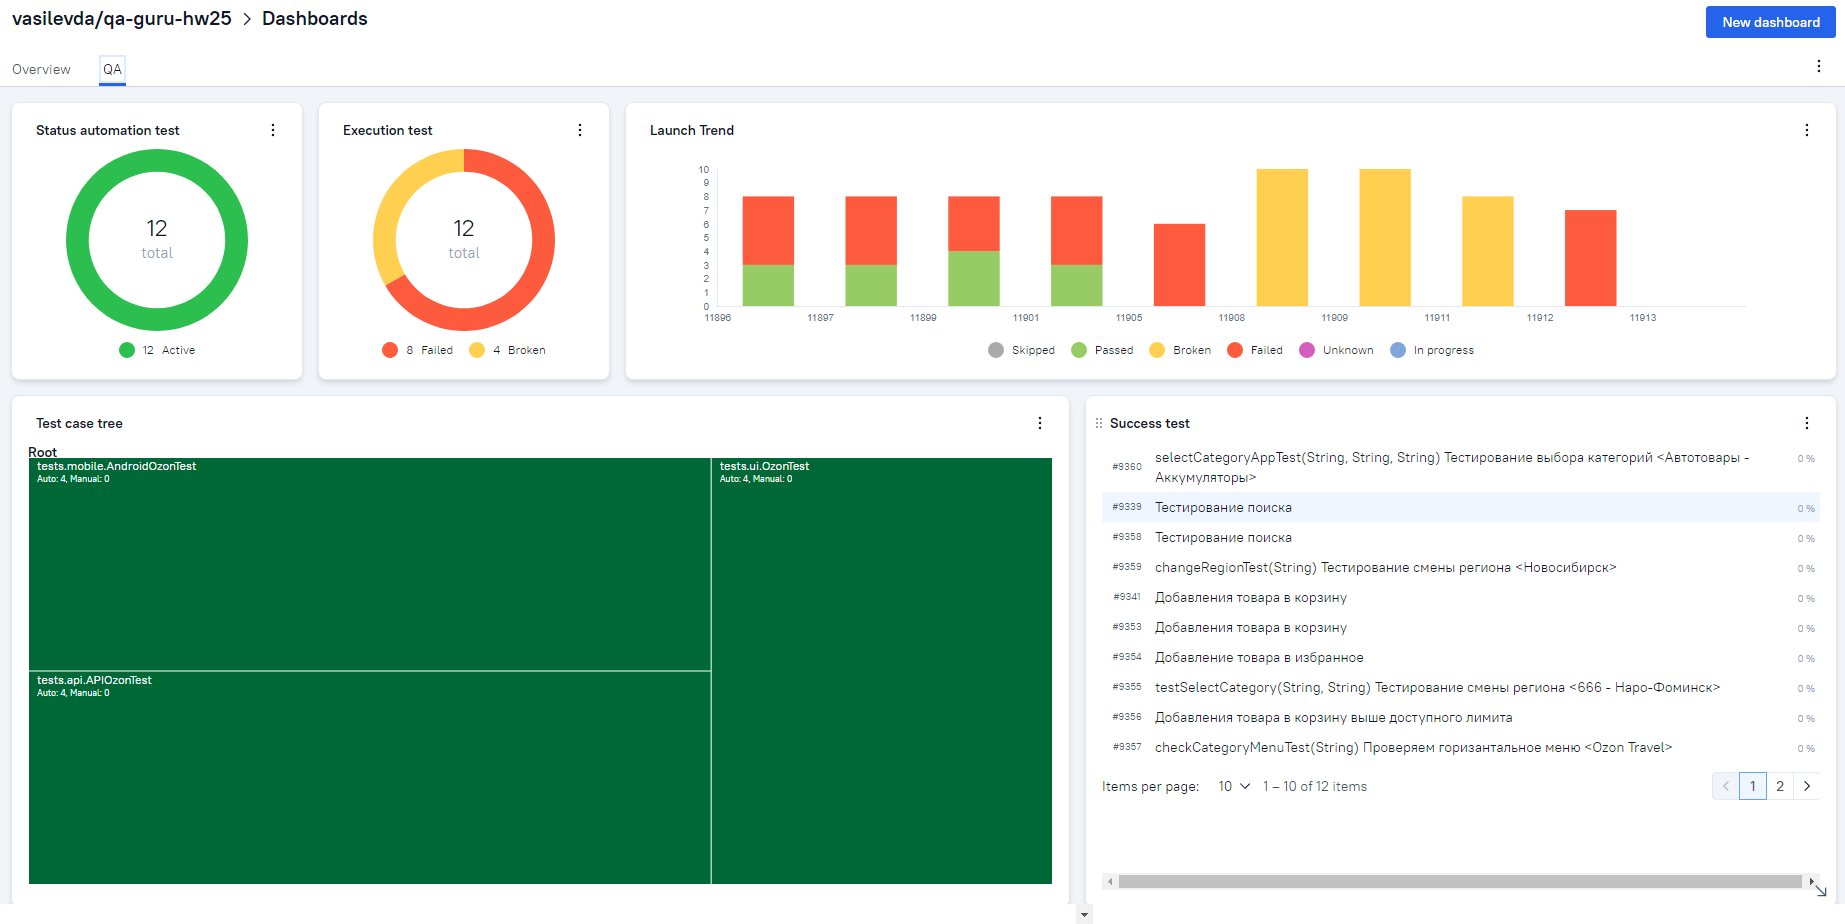 vasilevda/qa-guru-hw25 > Dashboards
New dashboard
Overview QA
Status automation test
12
total
12 Active
Execution test
12
total
8 Failed 4 Broken
Launch Trend
10
9
8
7
6
5
4
3
2
1
0
11896 11897 11899 11901 11905 11908 11909 11911 11912 11913
Skipped Passed Broken Failed Unknown In progress
Test case tree
Root
tests.mobile.AndroidOzonTest
Auto: 4, Manual: 0
tests.ui.OzonTest
Auto: 4, Manual: 0
tests.api.APIOzonTest
Auto: 4, Manual: 0
Success test
#9360 selectCategoryAppTest(String, String, String) Тестирование выбора категорий <Автотовары - 0 %
Аккумуляторы>
#9339 Тестирование поиска 0 %
#9358 Тестирование поиска 0 %
#9359 changeRegionTest(String) Тестирование смены региона <Новосибирск> 0 %
#9341 Добавления товара в корзину 0 %
#9353 Добавления товара в корзину 0 %
#9354 Добавление товара в избранное 0 %
#9355 testSelectCategory(String, String) Тестирование смены региона <666 - Наро-Фоминск> 0 %
#9356 Добавления товара в корзину выше доступного лимита 0 %
#9357 checkCategoryMenuTest(String) Проверяем горизантальное меню <Ozon Travel> 0 %
Items per page: 10 1 – 10 of 12 items < 1 2 >